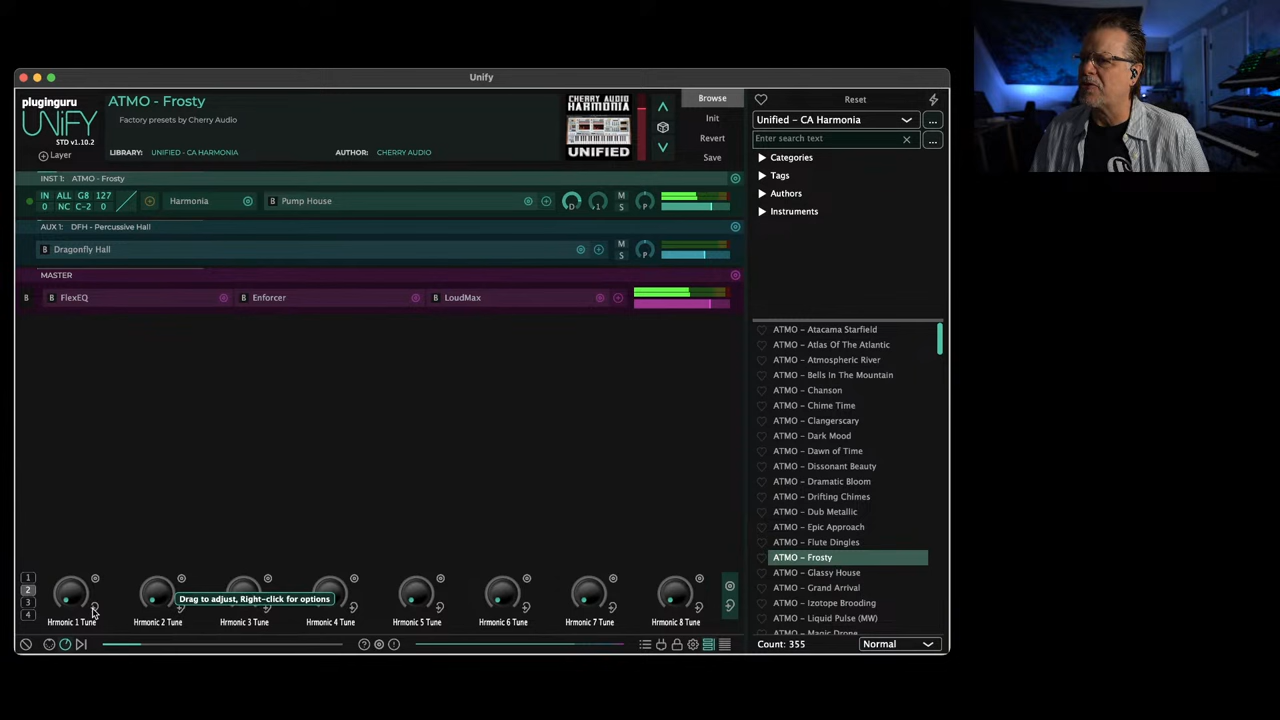 Unify
pluginguru
UNIFY
STD v1.10.2
Layer
ATMO - Frosty
Factory presets by Cherry Audio
LIBRARY: UNIFIED - CA HARMONIA AUTHOR: CHERRY AUDIO
CHERRY AUDIO
HARMONIA
UNIFIED
Browse
Init
Revert
Save
Reset
Unified - CA Harmonia
...
Enter search text
...
Categories
Tags
Authors
Instruments
INST 1: ATMO - Frosty
IN ALL G8 127
0 NC C-2 0
Harmonia
B Pump House
M
S
P
AUX 1: DFH - Percussive Hall
B Dragonfly Hall
M
S
P
MASTER
B
B FlexEQ
B Enforcer
B LoudMax
ATMO - Atacama Starfield
ATMO - Atlas Of The Atlantic
ATMO - Atmospheric River
ATMO - Bells In The Mountain
ATMO - Chanson
ATMO - Chime Time
ATMO - Clangerscary
ATMO - Dark Mood
ATMO - Dawn of Time
ATMO - Dissonant Beauty
ATMO - Dramatic Bloom
ATMO - Drifting Chimes
ATMO - Dub Metallic
ATMO - Epic Approach
ATMO - Flute Dingles
ATMO - Frosty
ATMO - Glassy House
ATMO - Grand Arrival
ATMO - Izotope Brooding
ATMO - Liquid Pulse (MW)
ATMO - Magic Drone
1
2
3
4
Drag to adjust, Right-click for options
Hrmonic 1 Tune Hrmonic 2 Tune Hrmonic 3 Tune Hrmonic 4 Tune Hrmonic 5 Tune Hrmonic 6 Tune Hrmonic 7 Tune Hrmonic 8 Tune
Count: 355
Normal